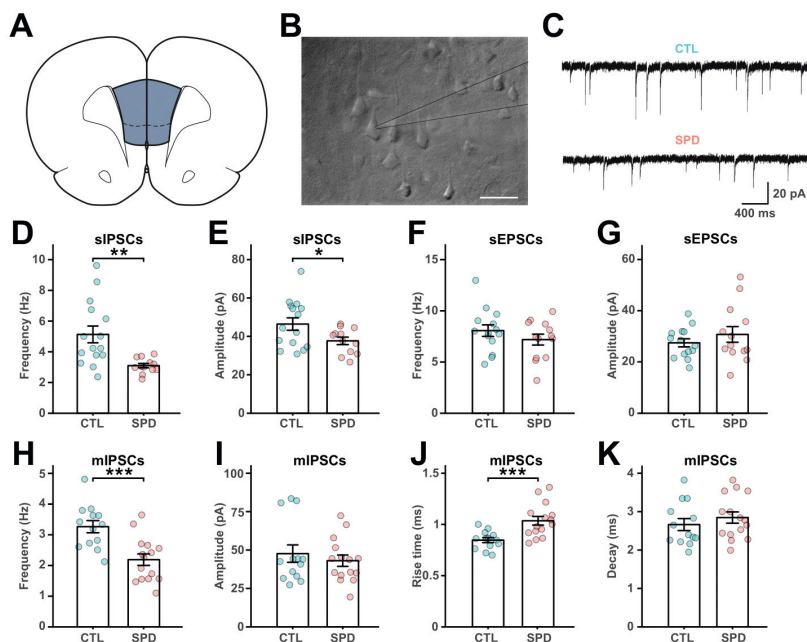 A
B
C
CTL
SPD
20 pA
400 ms
D
sIPSCs
**
Frequency (Hz)
10
8
6
4
2
0
CTL SPD
E
sIPSCs
*
Amplitude (pA)
80
60
40
20
0
CTL SPD
F
sEPSCs
Frequency (Hz)
15
10
5
0
CTL SPD
G
sEPSCs
Amplitude (pA)
60
40
20
0
CTL SPD
H
mIPSCs
***
Frequency (Hz)
5
4
3
2
1
0
CTL SPD
I
mIPSCs
Amplitude (pA)
100
75
50
25
0
CTL SPD
J
mIPSCs
***
Rise time (ms)
1.5
1
0.5
0
CTL SPD
K
mIPSCs
Decay (ms)
4
3
2
1
0
CTL SPD